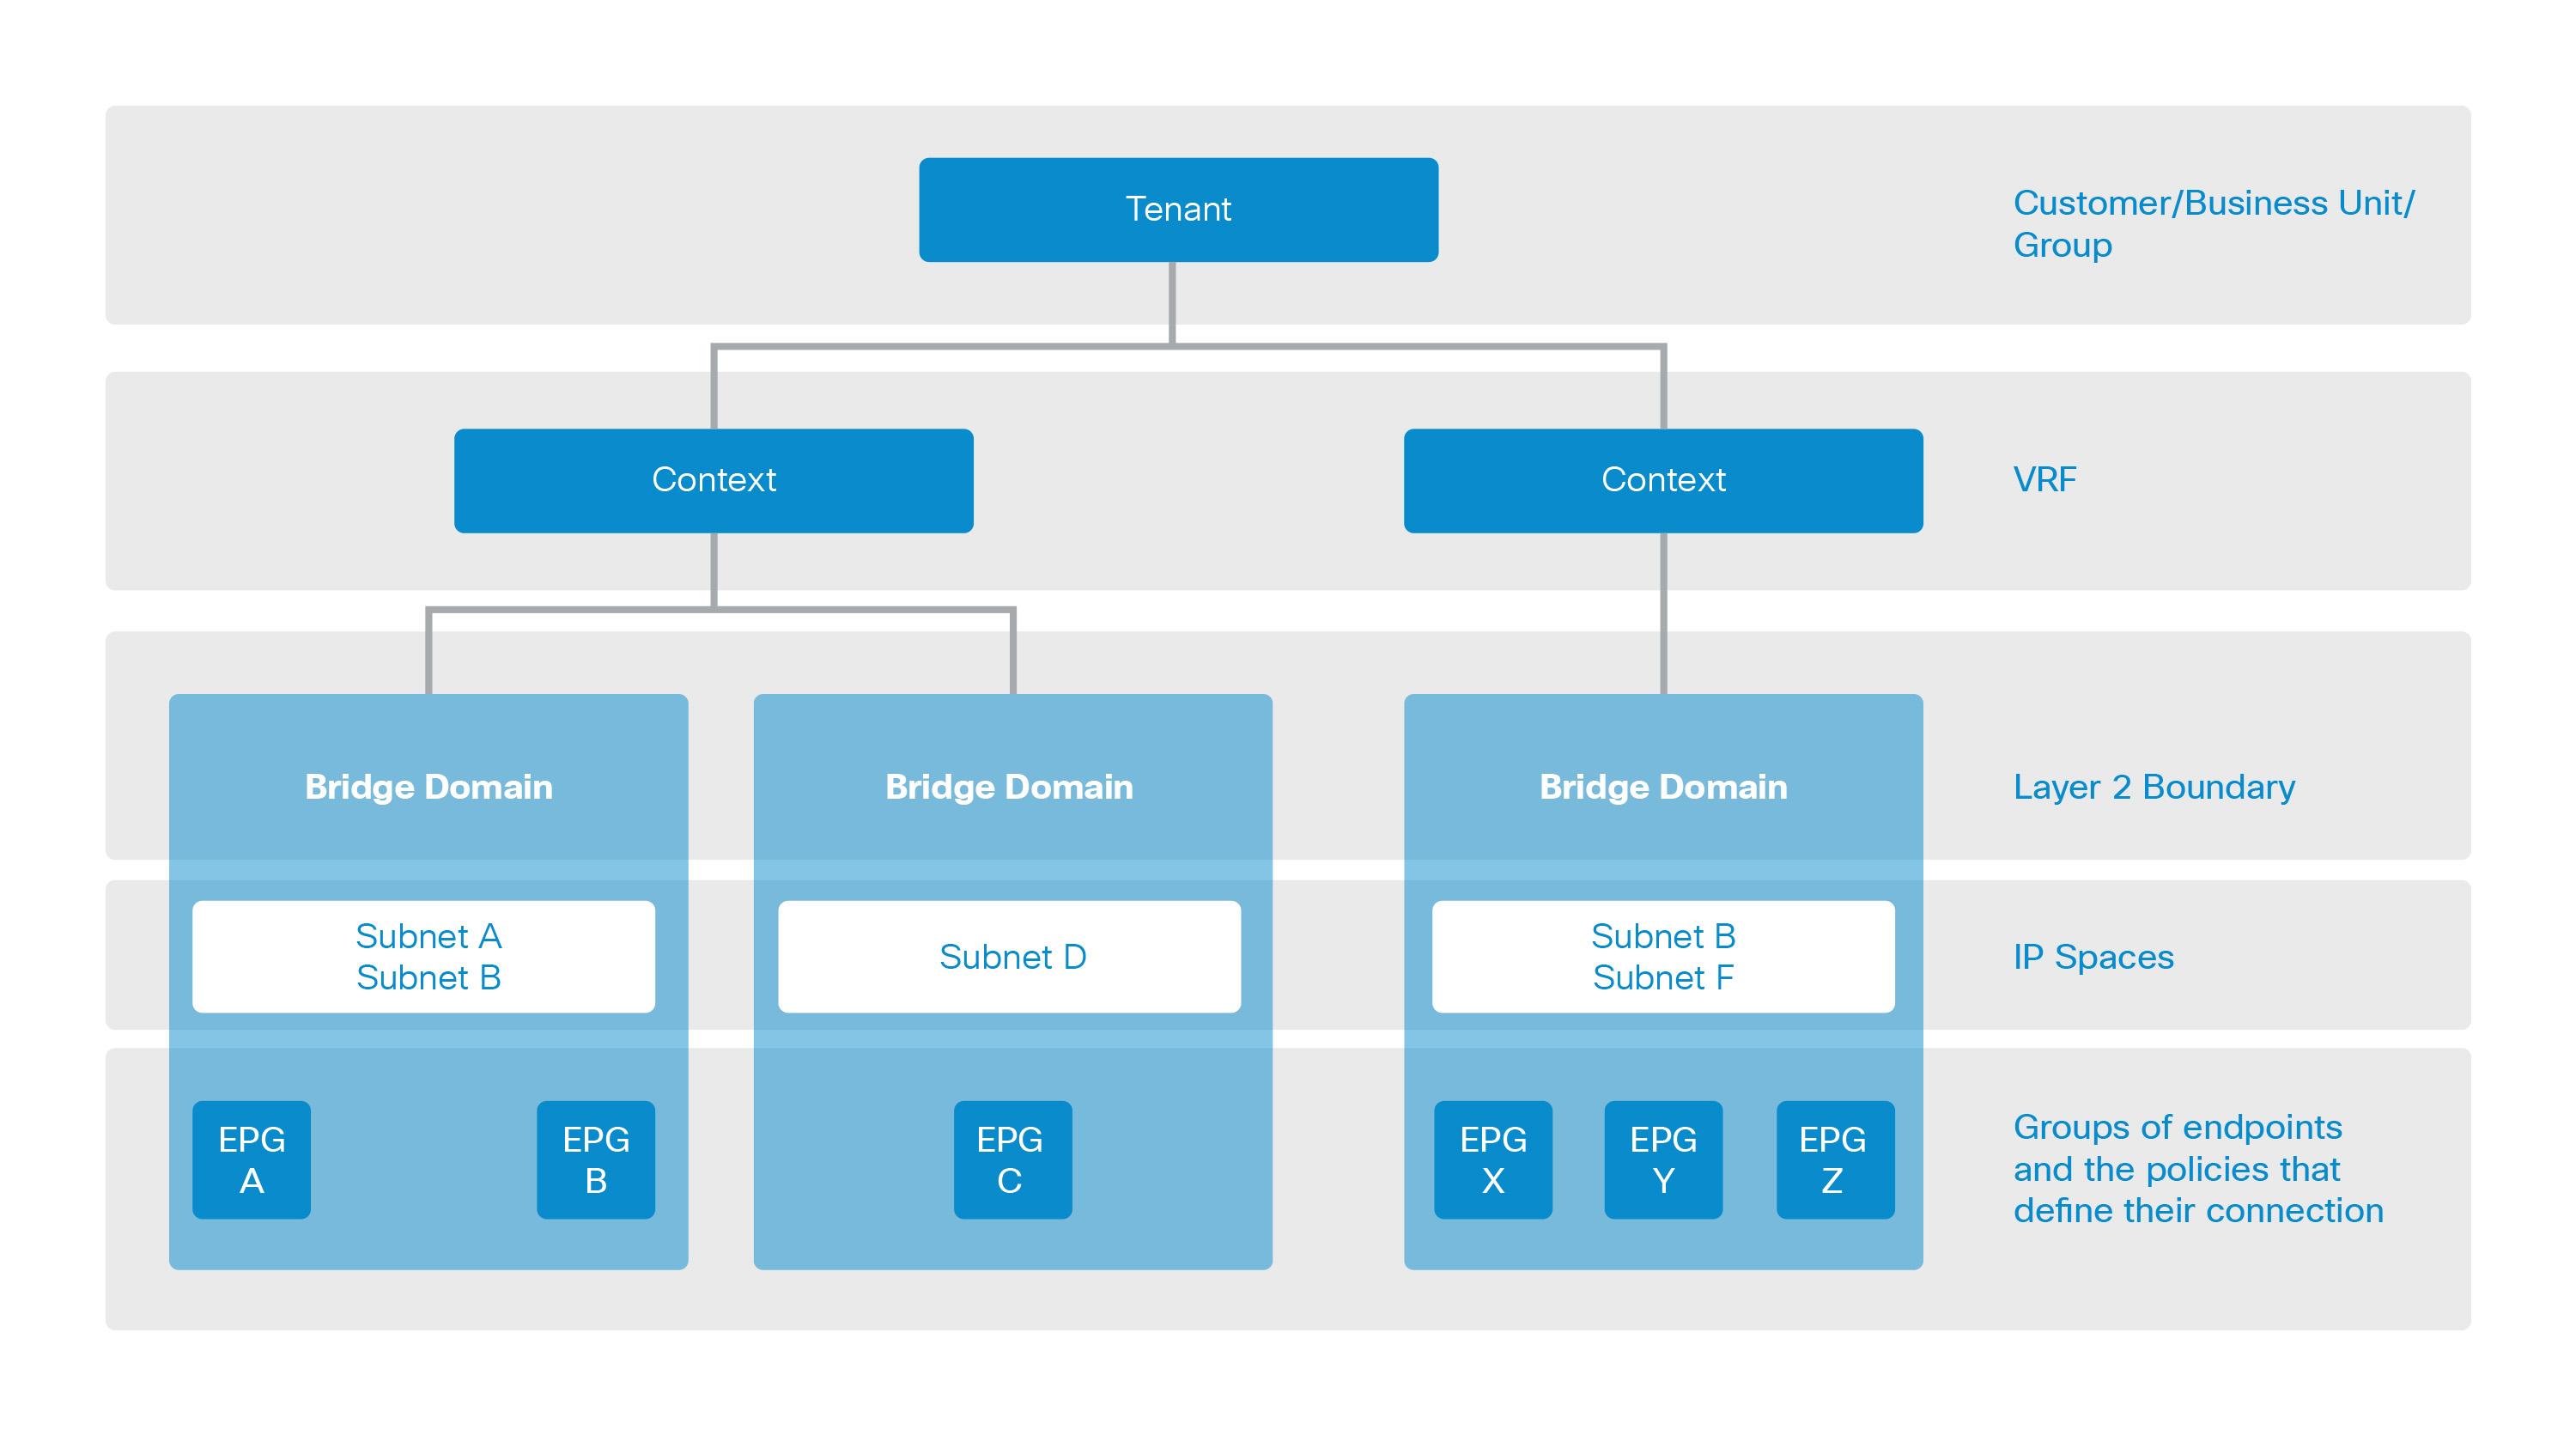 Tenant
Customer/Business Unit/
Group
Context
Context
VRF
Bridge Domain
Bridge Domain
Bridge Domain
Layer 2 Boundary
Subnet A
Subnet B
Subnet D
Subnet B
Subnet F
IP Spaces
EPG
A
EPG
B
EPG
C
EPG
X
EPG
Y
EPG
Z
Groups of endpoints
and the policies that
define their connection